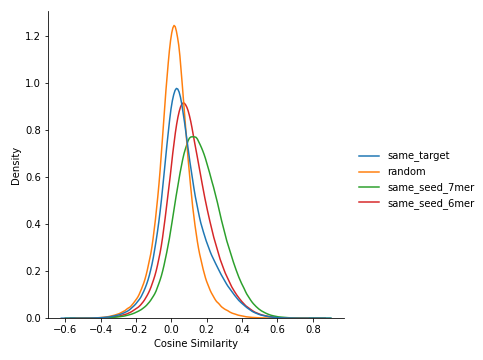 1.2
1.0
0.8
0.6
0.4
0.2
0.0
Density
−0.6 −0.4 −0.2 0.0 0.2 0.4 0.6 0.8
Cosine Similarity
same_target
random
same_seed_7mer
same_seed_6mer